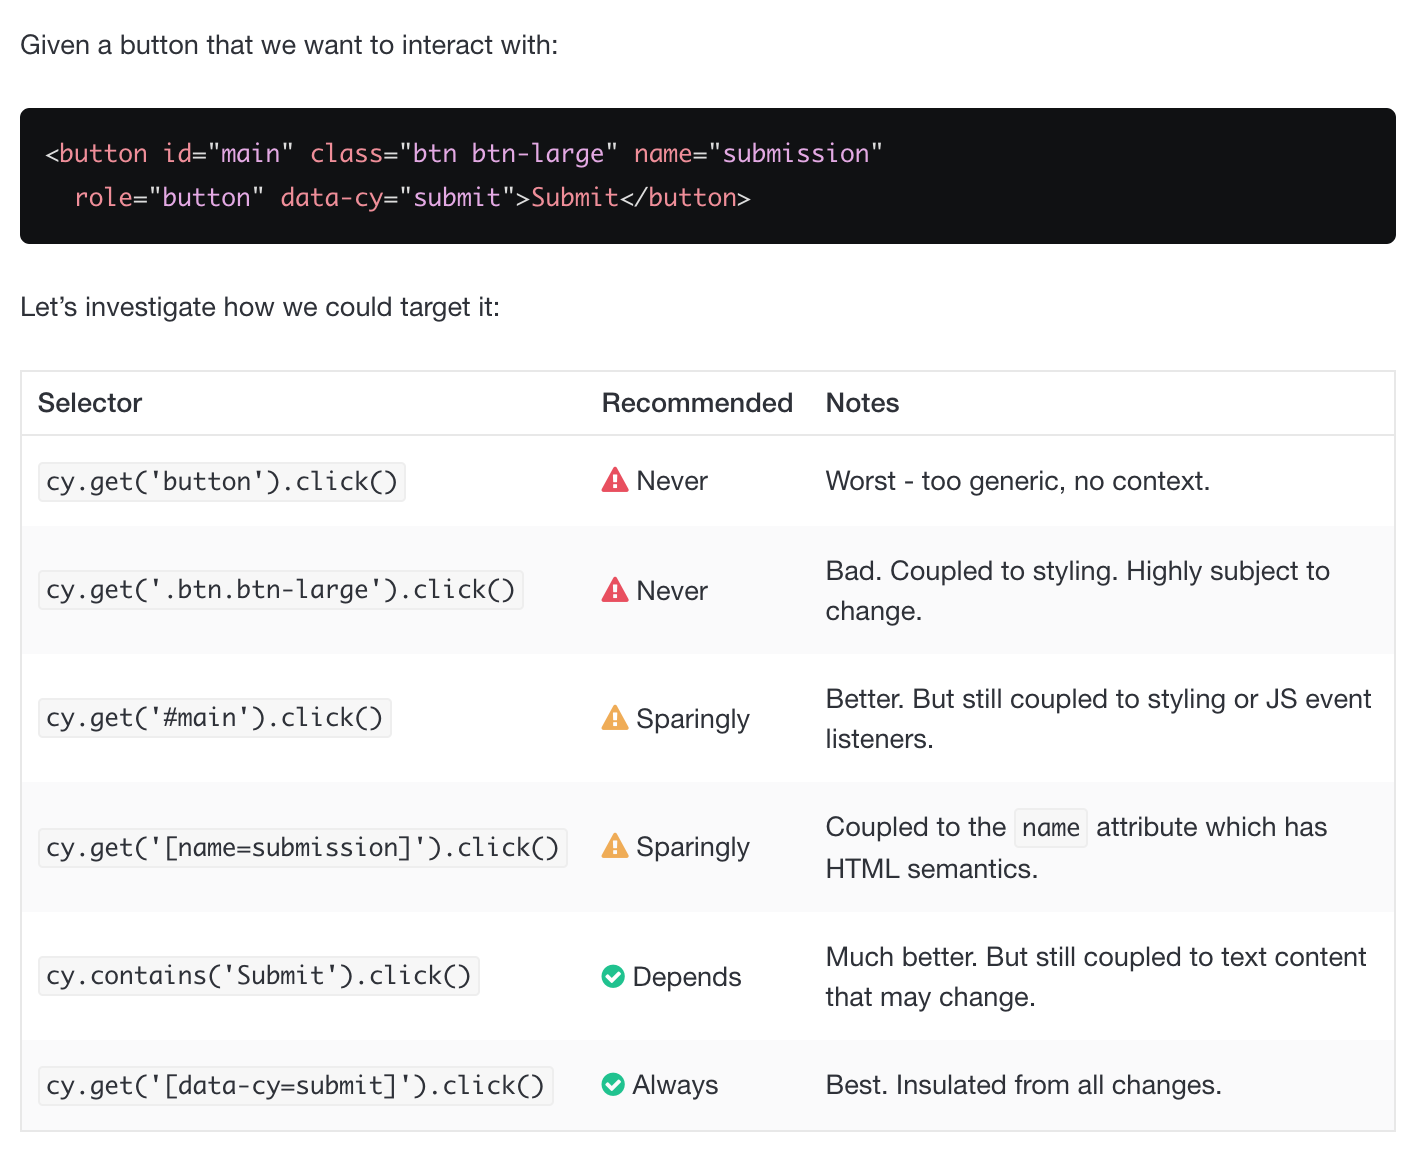 Given a button that we want to interact with:
<button id="main" class="btn btn-large" name="submission"
  role="button" data-cy="submit">Submit</button>
Let’s investigate how we could target it:
Selector Recommended Notes
cy.get('button').click() Never Worst - too generic, no context.
cy.get('.btn.btn-large').click() Never Bad. Coupled to styling. Highly subject to
change.
cy.get('#main').click() Sparingly Better. But still coupled to styling or JS event
listeners.
cy.get('[name=submission]').click() Sparingly Coupled to the name attribute which has
HTML semantics.
cy.contains('Submit').click() Depends Much better. But still coupled to text content
that may change.
cy.get('[data-cy=submit]').click() Always Best. Insulated from all changes.